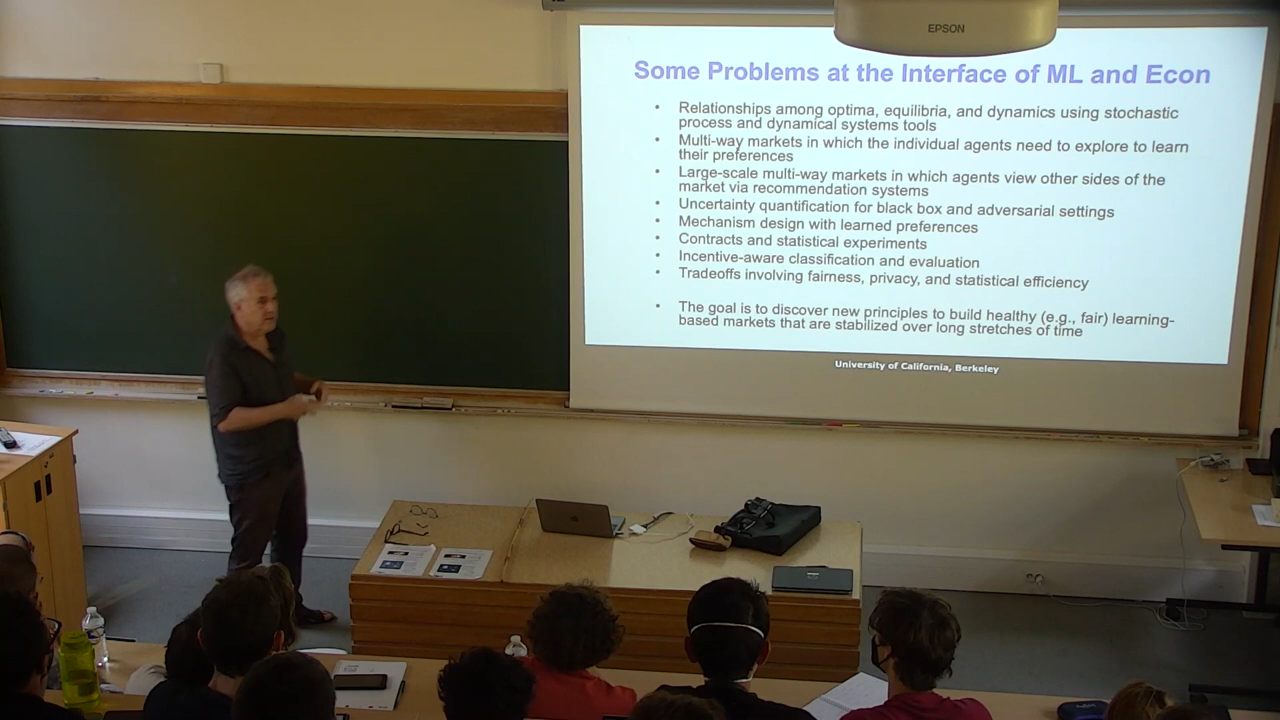 EPSON
Some Problems at the Interface of ML and Econ
• Relationships among optima, equilibria, and dynamics using stochastic
process and dynamical systems tools
• Multi-way markets in which the individual agents need to explore to learn
their preferences
• Large-scale multi-way markets in which agents view other sides of the
market via recommendation systems
• Uncertainty quantification for black box and adversarial settings
• Mechanism design with learned preferences
• Contracts and statistical experiments
• Incentive-aware classification and evaluation
• Tradeoffs involving fairness, privacy, and statistical efficiency
• The goal is to discover new principles to build healthy (e.g., fair) learning-
based markets that are stabilized over long stretches of time
University of California, Berkeley